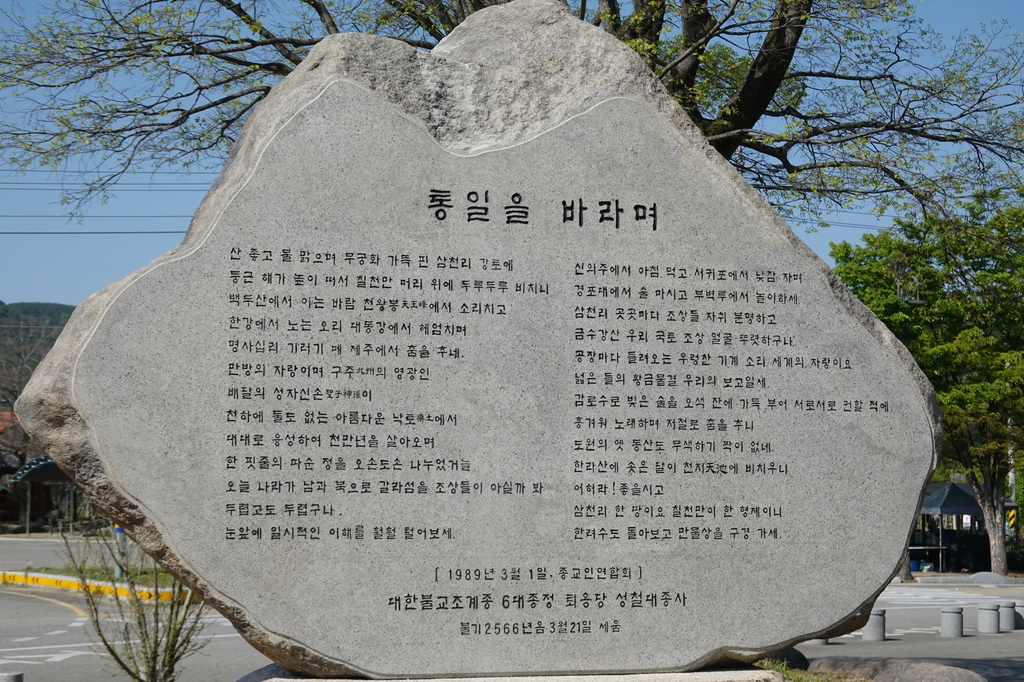 통일을 바라며
산 좋고 물 맑으며 무궁화 가득 핀 삼천리 강토에
둥근 해가 높이 떠서 칠천만 머리 위에 두루두루 비치니
백두산에서 이는 바람 천왕봉天王峰에서 소리치고
한강에서 노는 오리 대동강에서 헤엄치며
명사십리 기러기 떼 제주에서 춤을 추네.
만방의 자랑이며 구주九州의 영광인
배달의 성자신손聖子神孫이
천하에 둘도 없는 아름다운 낙토樂土에서
대대로 융성하여 천만년을 살아오며
한 핏줄의 따순 정을 오손도손 나누었거늘
오늘 나라가 남과 북으로 갈라섬을 조상들이 아실까 봐
두렵고도 두렵구나.
눈앞에 일시적인 이해를 훨훨 털어보세.
신의주에서 아침 먹고 서귀포에서 낮잠 자며
경포대에서 술 마시고 부벽루에서 놀이하세.
삼천리 곳곳마다 조상들 자취 분명하고
금수강산 우리 국토 조상 얼굴 뚜렷하구나.
공장마다 들려오는 우렁찬 기계 소리 세계의 자랑이요
넓은 들의 황금물결 우리의 보고일세.
감로수로 빚은 술을 오색 잔에 가득 부어 서로서로 권할 적에
흥겨워 노래하며 저절로 춤을 추니
도원의 옛 동산도 무색하기 짝이 없네.
한라산에 솟은 달이 천지天池에 비치우니
어허라! 좋을시고
삼천리 한 땅이요 칠천만이 한 형제이니
한려수도 돌아보고 만물상을 구경 가세.
[ 1989년 3월 1일, 종교인연합회 ]
대한불교조계종 6대종정 퇴옹당 성철대종사
불기2566년음3월21일 세움